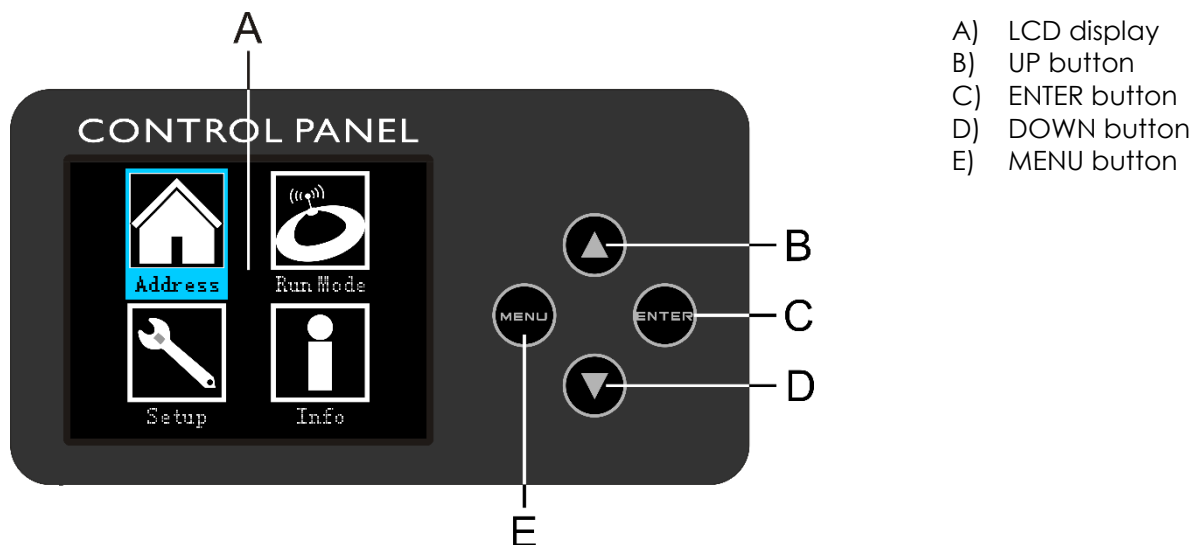 A
CONTROL PANEL
Address
Run Mode
Setup
Info
MENU
ENTER
B
C
D
E
A) LCD display
B) UP button
C) ENTER button
D) DOWN button
E) MENU button